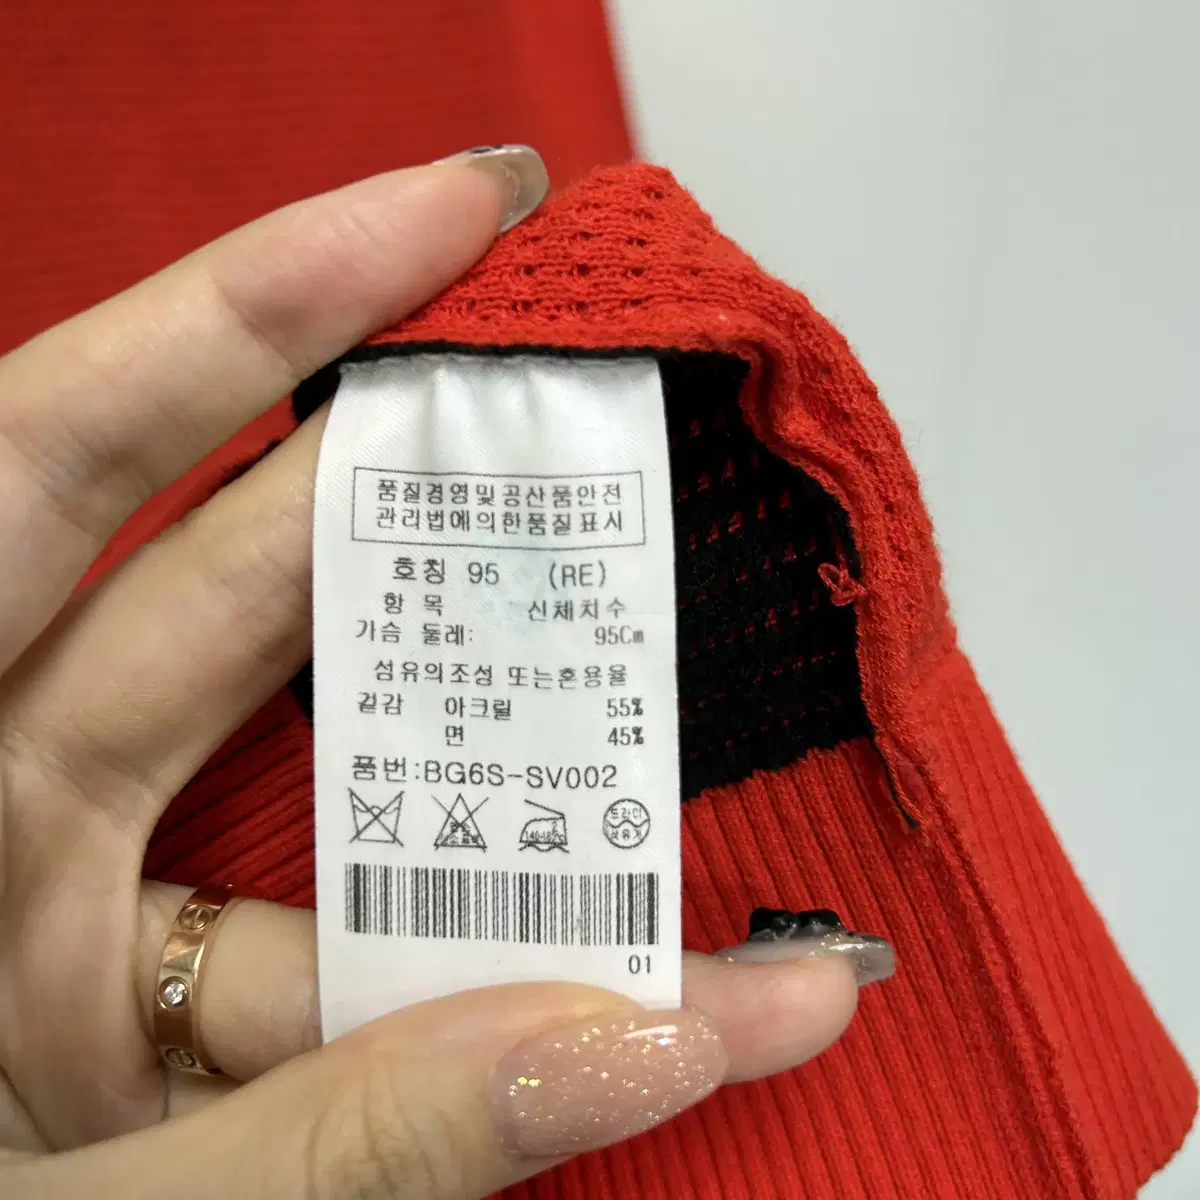 품질경영및공산품안전
관리법에의한품질표시
호칭 95 (RE)
항 목 신체치수
가슴 둘레: 95Cm
섬유의조성 또는혼용율
겉감 아크릴 55%
면 45%
품번:BG6S-SV002
드라이
01